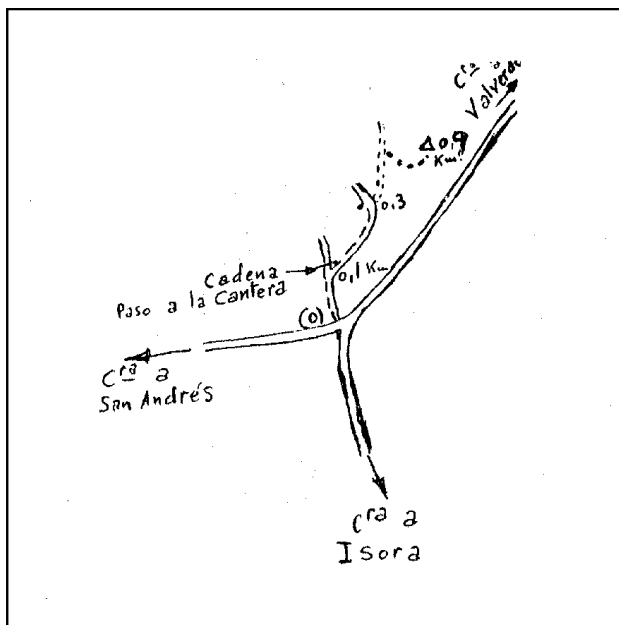 Cra a
Valverde
Δ 0,9
Km
0,3
Cadena
0,1 Km
Paso a la Cantera
(0)
Cra a
San Andrés
Cra a
Isora